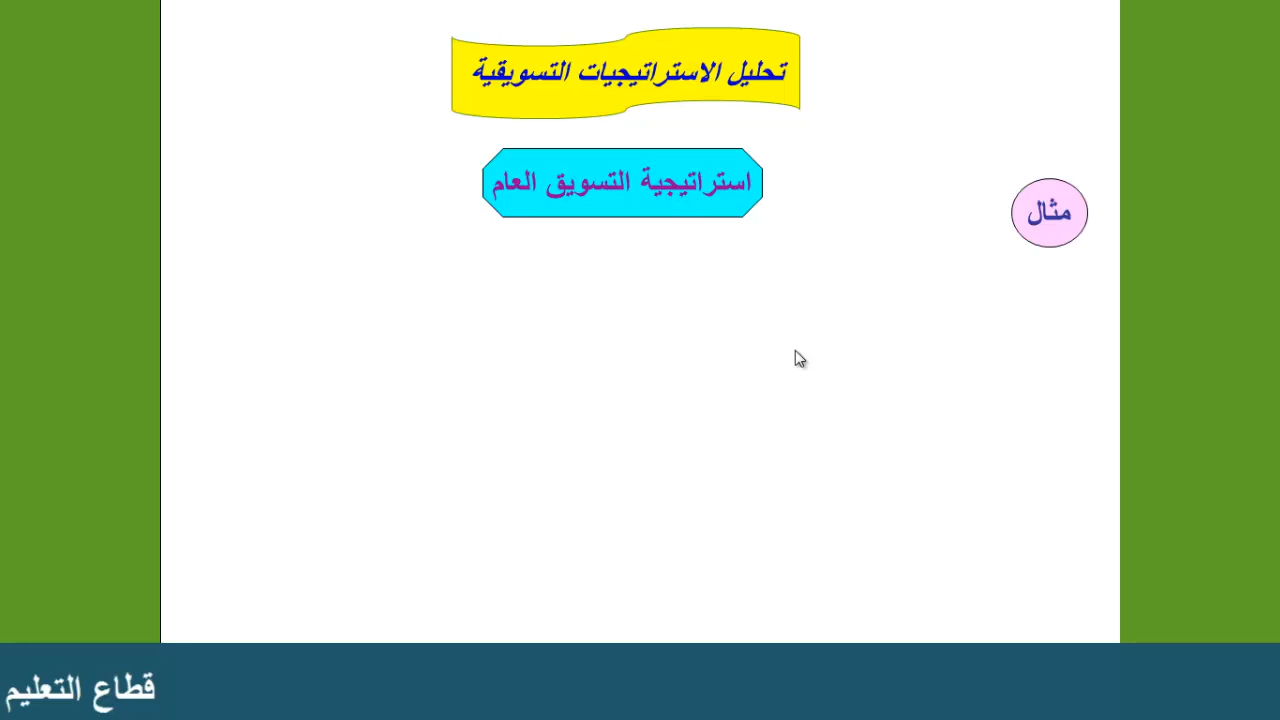 تحليل الاستراتيجيات التسويقية
استراتيجية التسويق العام
مثال
قطاع التعليم